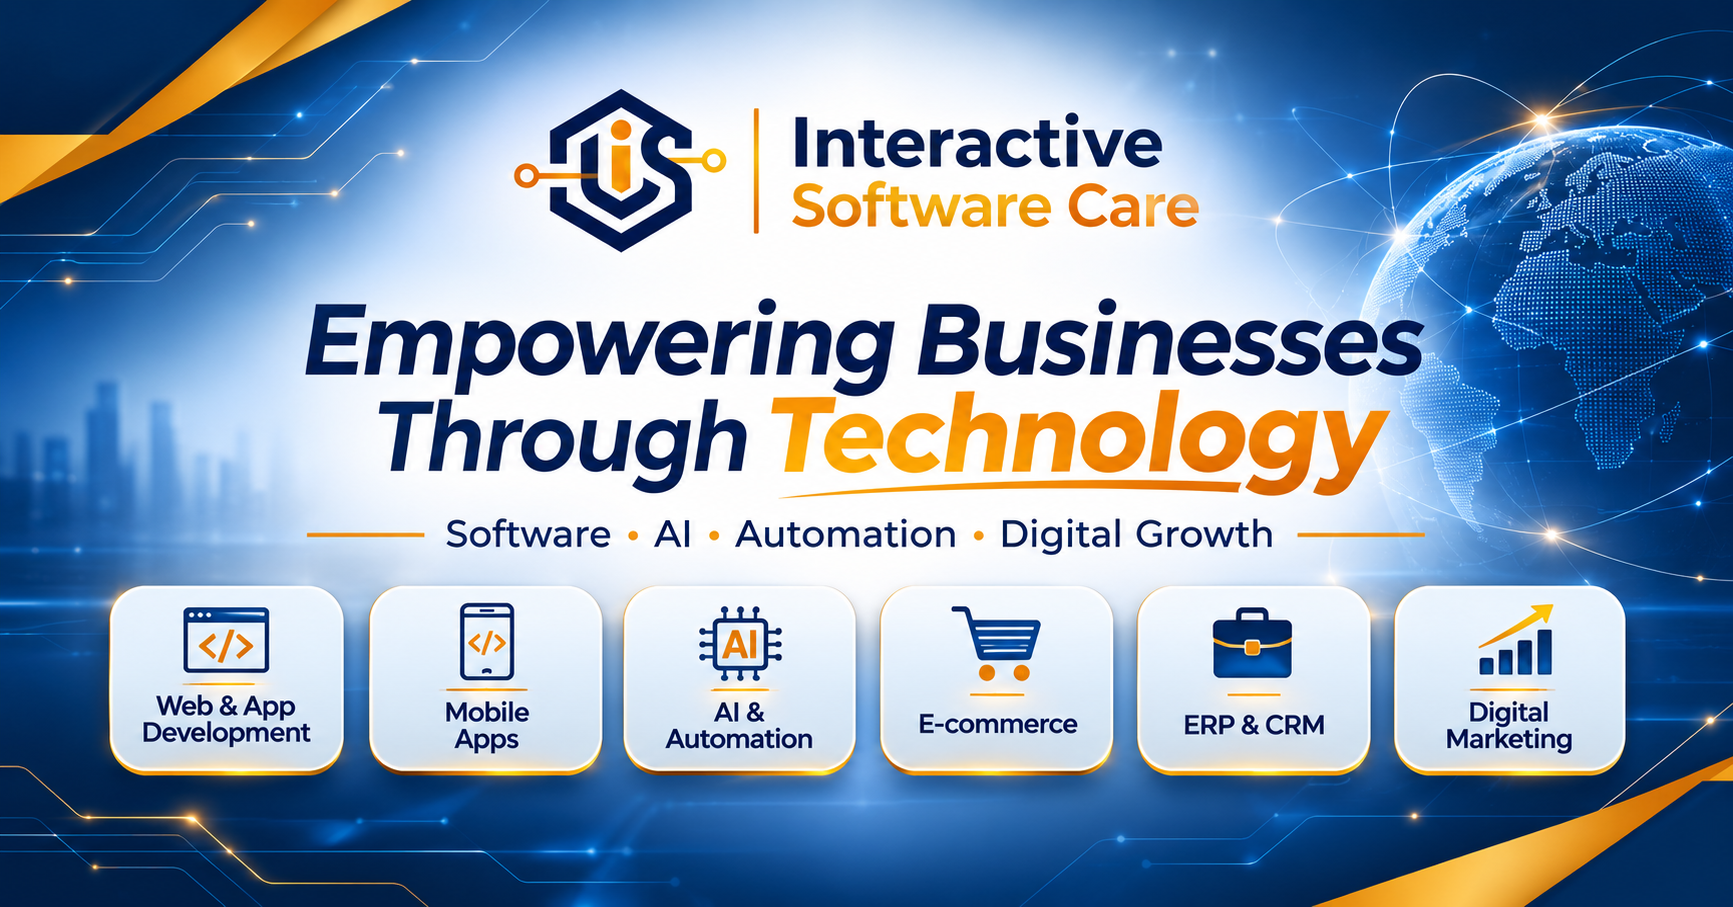 iS
Interactive
Software Care
Empowering Businesses
Through Technology
Software • AI • Automation • Digital Growth
</>
Web & App
Development
</>
Mobile
Apps
AI
AI &
Automation
E-commerce
ERP & CRM
Digital
Marketing